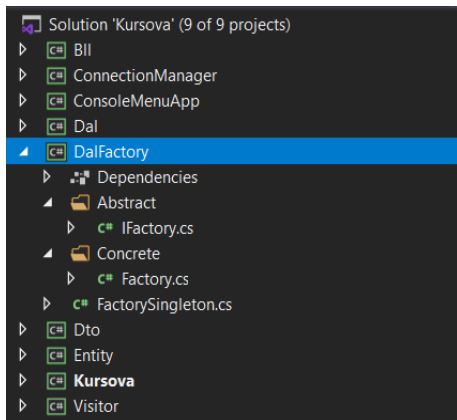 Solution 'Kursova' (9 of 9 projects)
C# Bll
C# ConnectionManager
C# ConsoleMenuApp
C# Dal
C# DalFactory
Dependencies
Abstract
C# IFactory.cs
Concrete
C# Factory.cs
C# FactorySingleton.cs
C# Dto
C# Entity
C# Kursova
C# Visitor